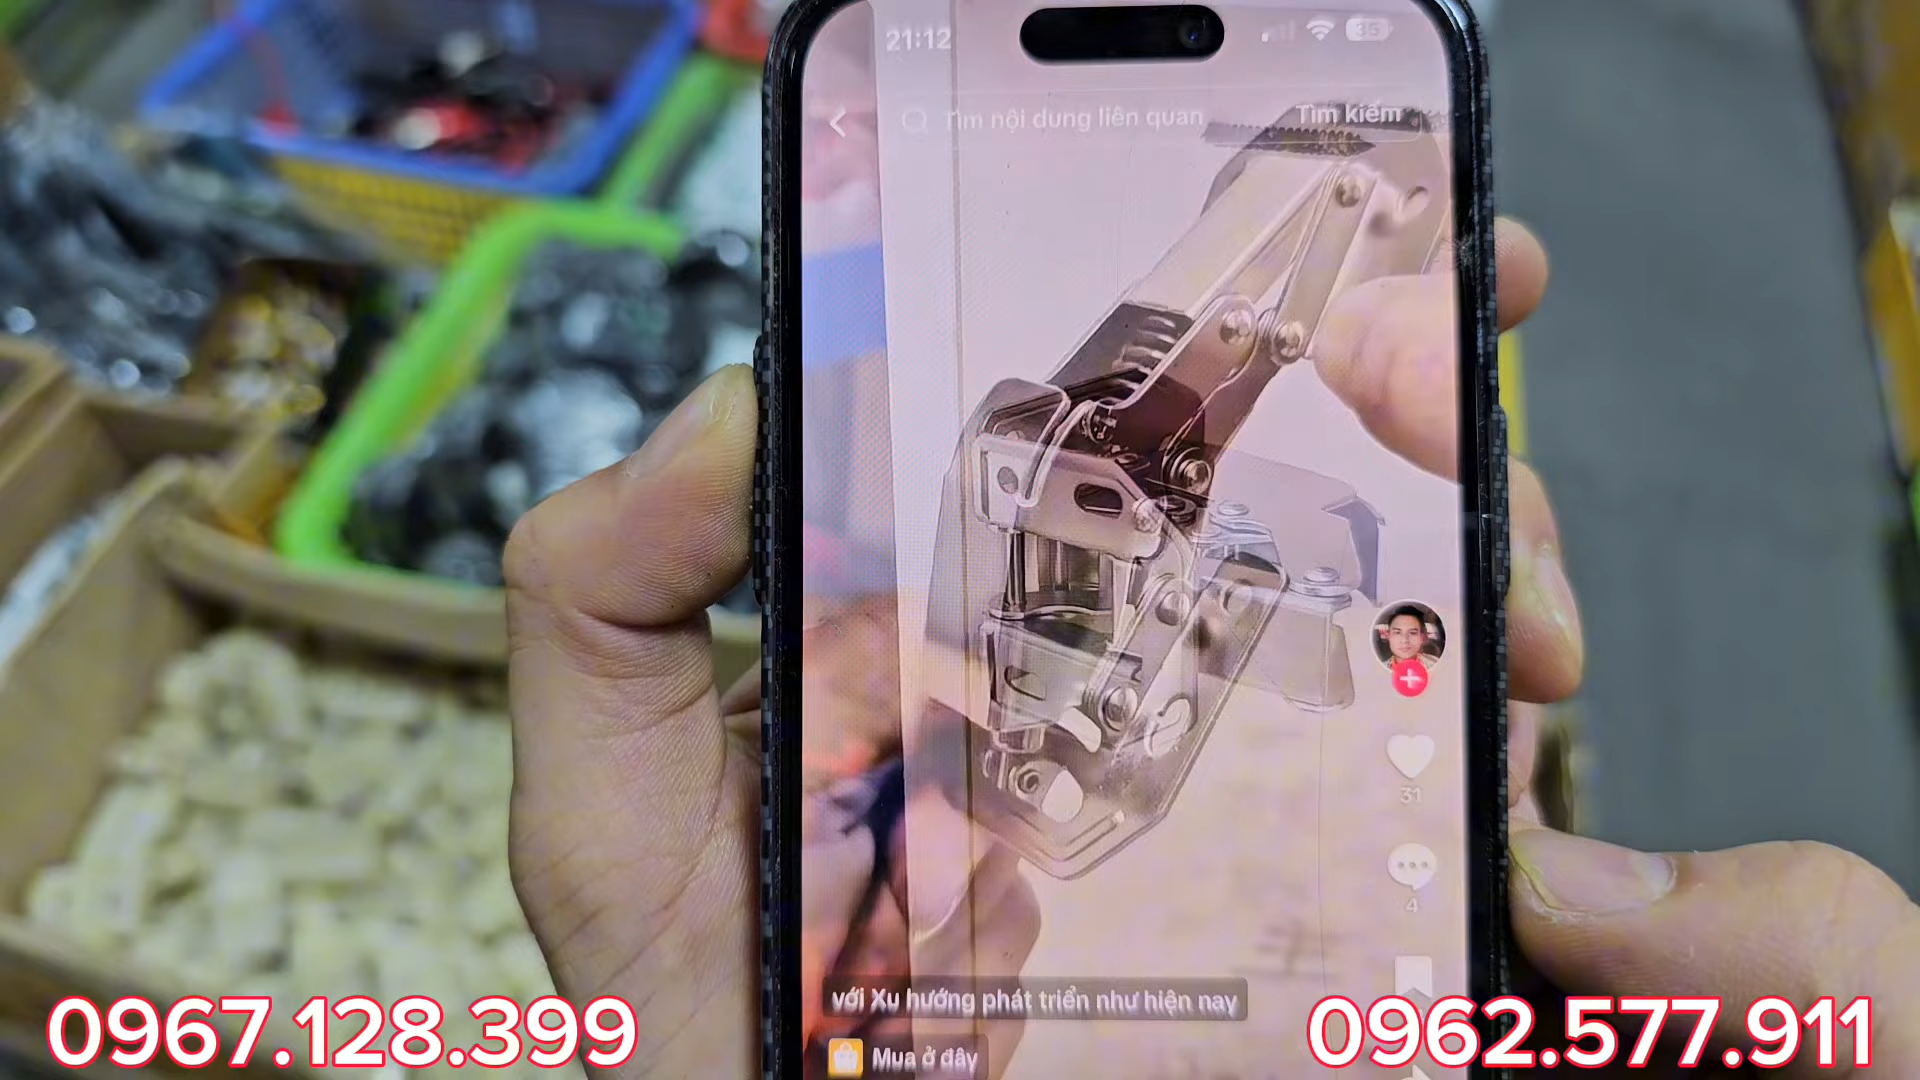 21:12
35
Tìm nội dung liên quan
Tìm kiếm
31
4
với Xu hướng phát triển như hiện nay
Mua ở đây
0967.128.399
0962.577.911